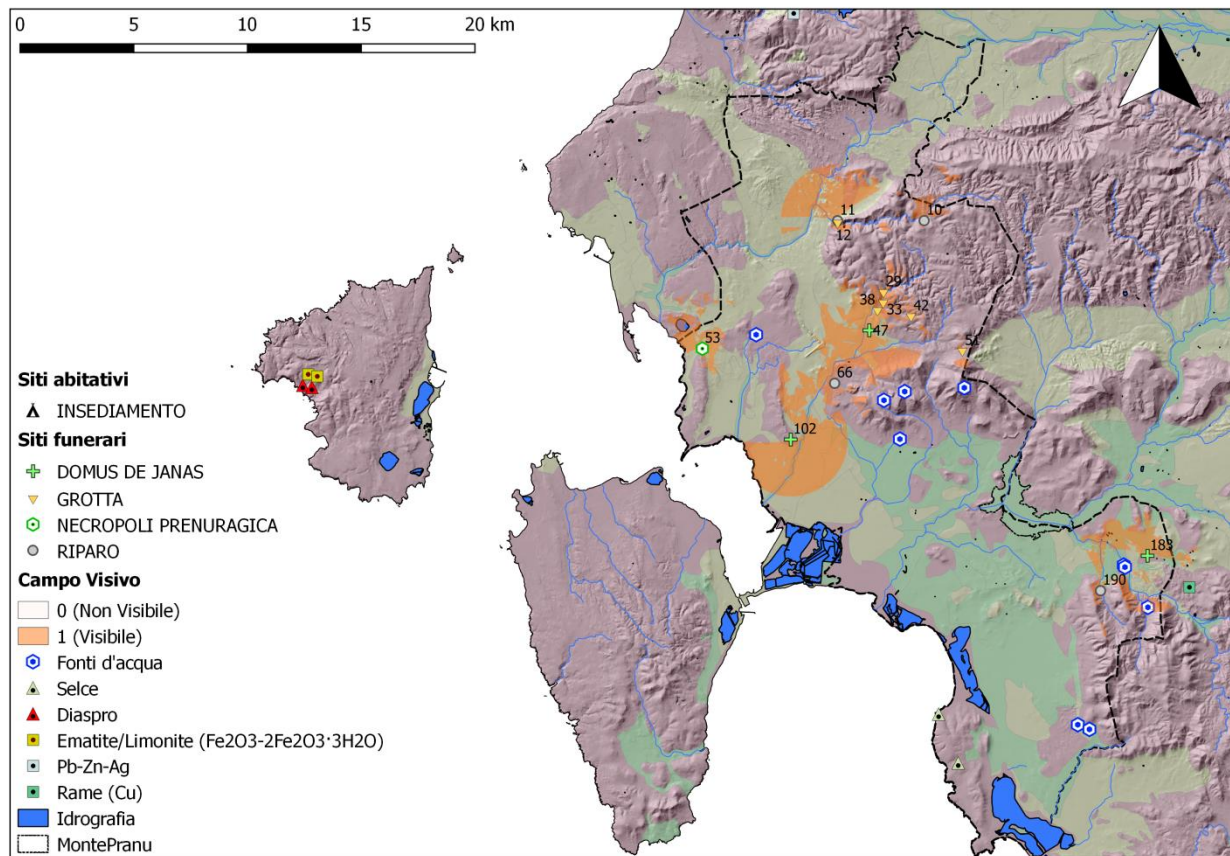 0 5 10 15 20 km
Siti abitativi
INSEDIAMENTO
Siti funerari
DOMUS DE JANAS
GROTTA
NECROPOLI PRENURAGICA
RIPARO
Campo Visivo
0 (Non Visibile)
1 (Visibile)
Fonti d'acqua
Selce
Diaspro
Ematite/Limonite (Fe2O3-2Fe2O3·3H2O)
Pb-Zn-Ag
Rame (Cu)
Idrografia
MontePranu
11
10
12
29
38
33
42
47
51
53
66
102
183
190